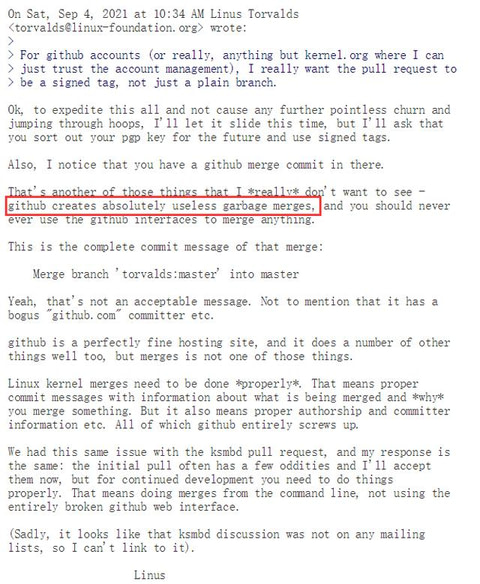 On Sat, Sep 4, 2021 at 10:34 AM Linus Torvalds
<torvalds@linux-foundation.org> wrote:
>
> For github accounts (or really, anything but kernel.org where I can
> just trust the account management), I really want the pull request to
> be a signed tag, not just a plain branch.
Ok, to expedite this all and not cause any further pointless churn and
jumping through hoops, I'll let it slide this time, but I'll ask that
you sort out your pgp key for the future and use signed tags.
Also, I notice that you have a github merge commit in there.
That's another of those things that I *really* don't want to see -
github creates absolutely useless garbage merges, and you should never
ever use the github interfaces to merge anything.
This is the complete commit message of that merge:
Merge branch 'torvalds:master' into master
Yeah, that's not an acceptable message. Not to mention that it has a
bogus "github.com" committer etc.
github is a perfectly fine hosting site, and it does a number of other
things well too, but merges is not one of those things.
Linux kernel merges need to be done *properly*. That means proper
commit messages with information about what is being merged and *why*
you merge something. But it also means proper authorship and committer
information etc. All of which github entirely screws up.
We had this same issue with the ksmbd pull request, and my response is
the same: the initial pull often has a few oddities and I'll accept
them now, but for continued development you need to do things
properly. That means doing merges from the command line, not using the
entirely broken github web interface.
(Sadly, it looks like that ksmbd discussion was not on any mailing
lists, so I can't link to it).
Linus